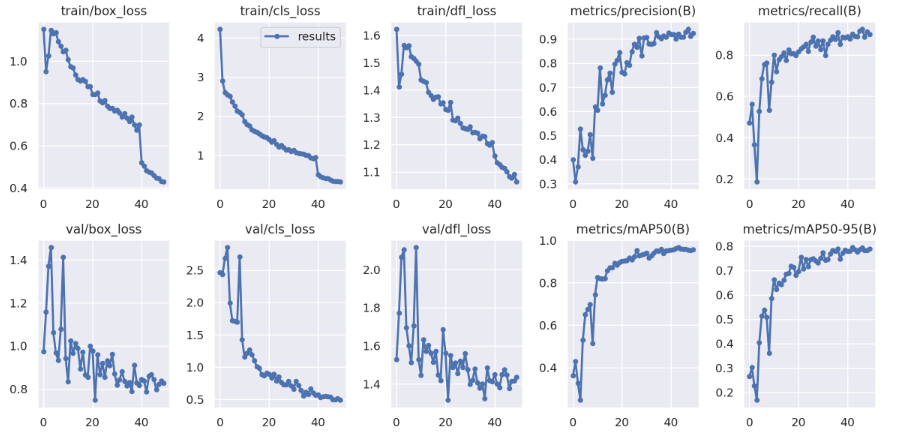 train/box_loss
train/cls_loss
train/dfl_loss
metrics/precision(B)
metrics/recall(B)
1.0
0.8
0.6
0.4
0 20 40
4
3
2
1
results
0 20 40
1.6
1.5
1.4
1.3
1.2
1.1
0 20 40
0.9
0.8
0.7
0.6
0.5
0.4
0.3
0 20 40
0.8
0.6
0.4
0.2
0 20 40
val/box_loss
val/cls_loss
val/dfl_loss
metrics/mAP50(B)
metrics/mAP50-95(B)
1.4
1.2
1.0
0.8
0 20 40
2.5
2.0
1.5
1.0
0.5
0 20 40
2.0
1.8
1.6
1.4
0 20 40
1.0
0.8
0.6
0.4
0 20 40
0.8
0.7
0.6
0.5
0.4
0.3
0.2
0 20 40